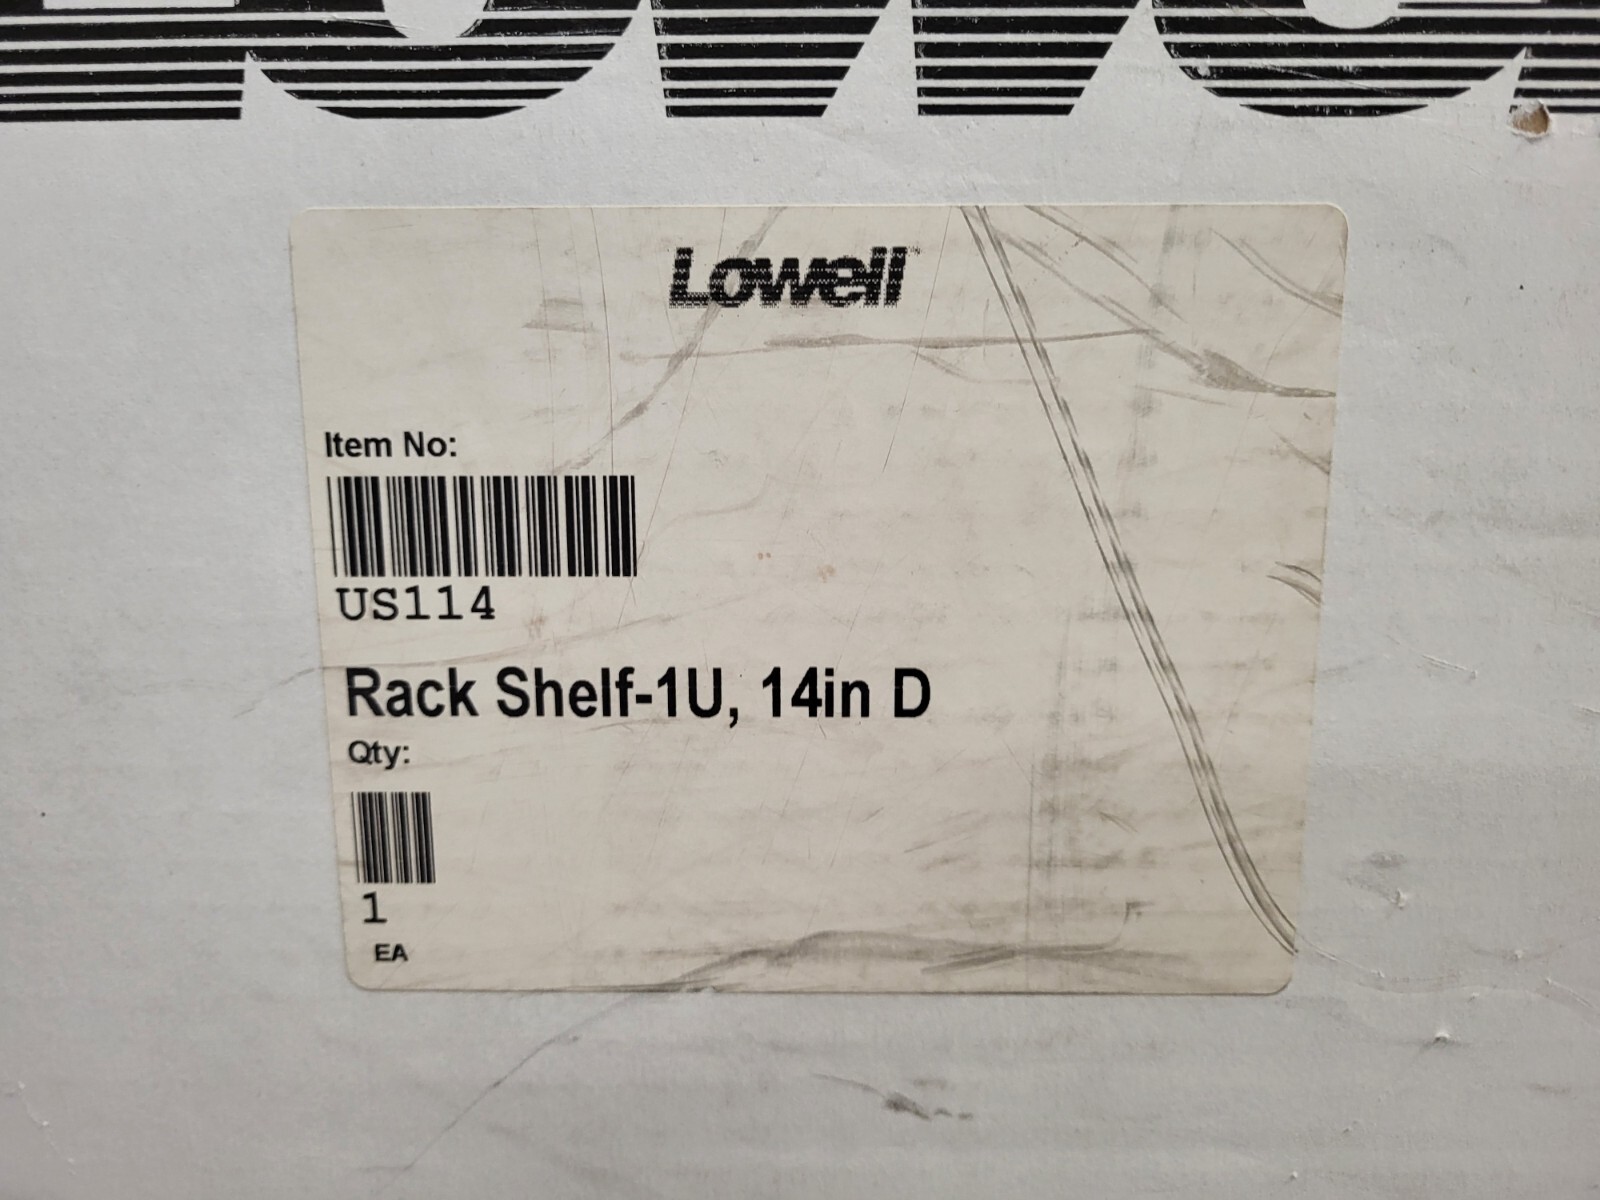 Lowell
Item No:
US114
Rack Shelf-1U, 14in D
Qty:
1
EA